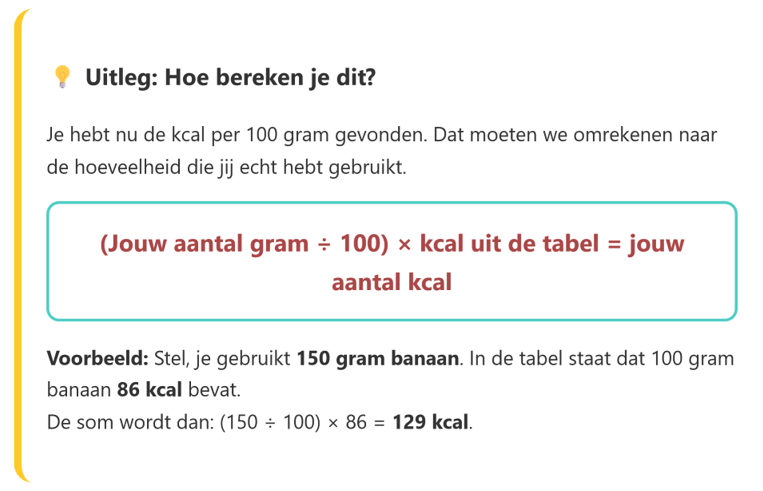 💡 Uitleg: Hoe bereken je dit?
Je hebt nu de kcal per 100 gram gevonden. Dat moeten we omrekenen naar
de hoeveelheid die jij echt hebt gebruikt.
(Jouw aantal gram ÷ 100) × kcal uit de tabel = jouw
aantal kcal
Voorbeeld: Stel, je gebruikt 150 gram banaan. In de tabel staat dat 100 gram
banaan 86 kcal bevat.
De som wordt dan: (150 ÷ 100) × 86 = 129 kcal.